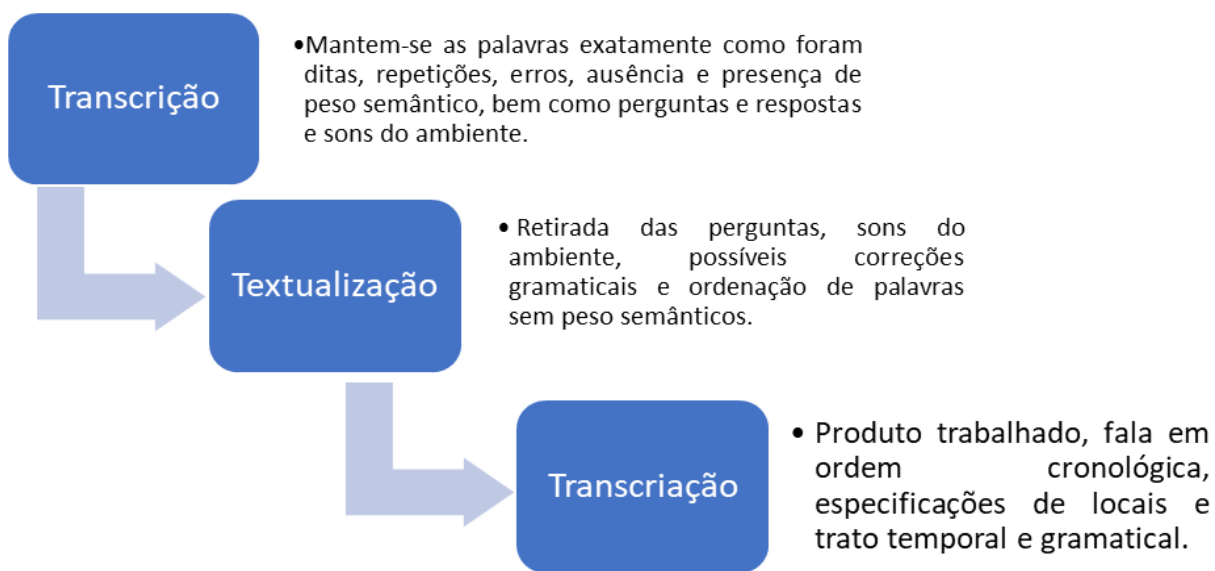 Transcrição
•Mantem-se as palavras exatamente como foram
ditas, repetições, erros, ausência e presença de
peso semântico, bem como perguntas e respostas
e sons do ambiente.
Textualização
• Retirada das perguntas, sons do
ambiente, possíveis correções
gramaticais e ordenação de palavras
sem peso semânticos.
Transcriação
• Produto trabalhado, fala em
ordem cronológica,
especificações de locais e
trato temporal e gramatical.